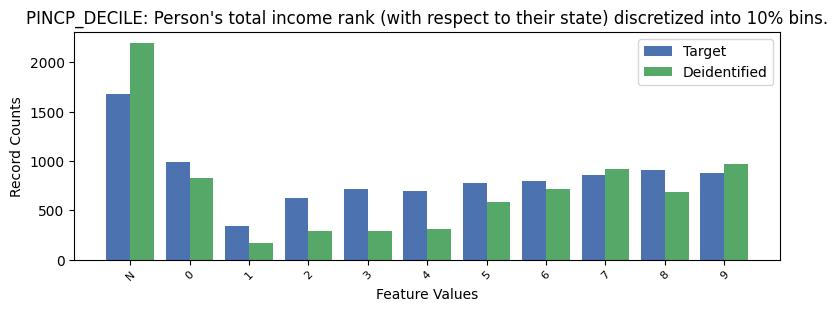 PINCP_DECILE: Person's total income rank (with respect to their state) discretized into 10% bins.
Target
Deidentified
Record Counts
2000
1500
1000
500
0
N 0 1 2 3 4 5 6 7 8 9
Feature Values